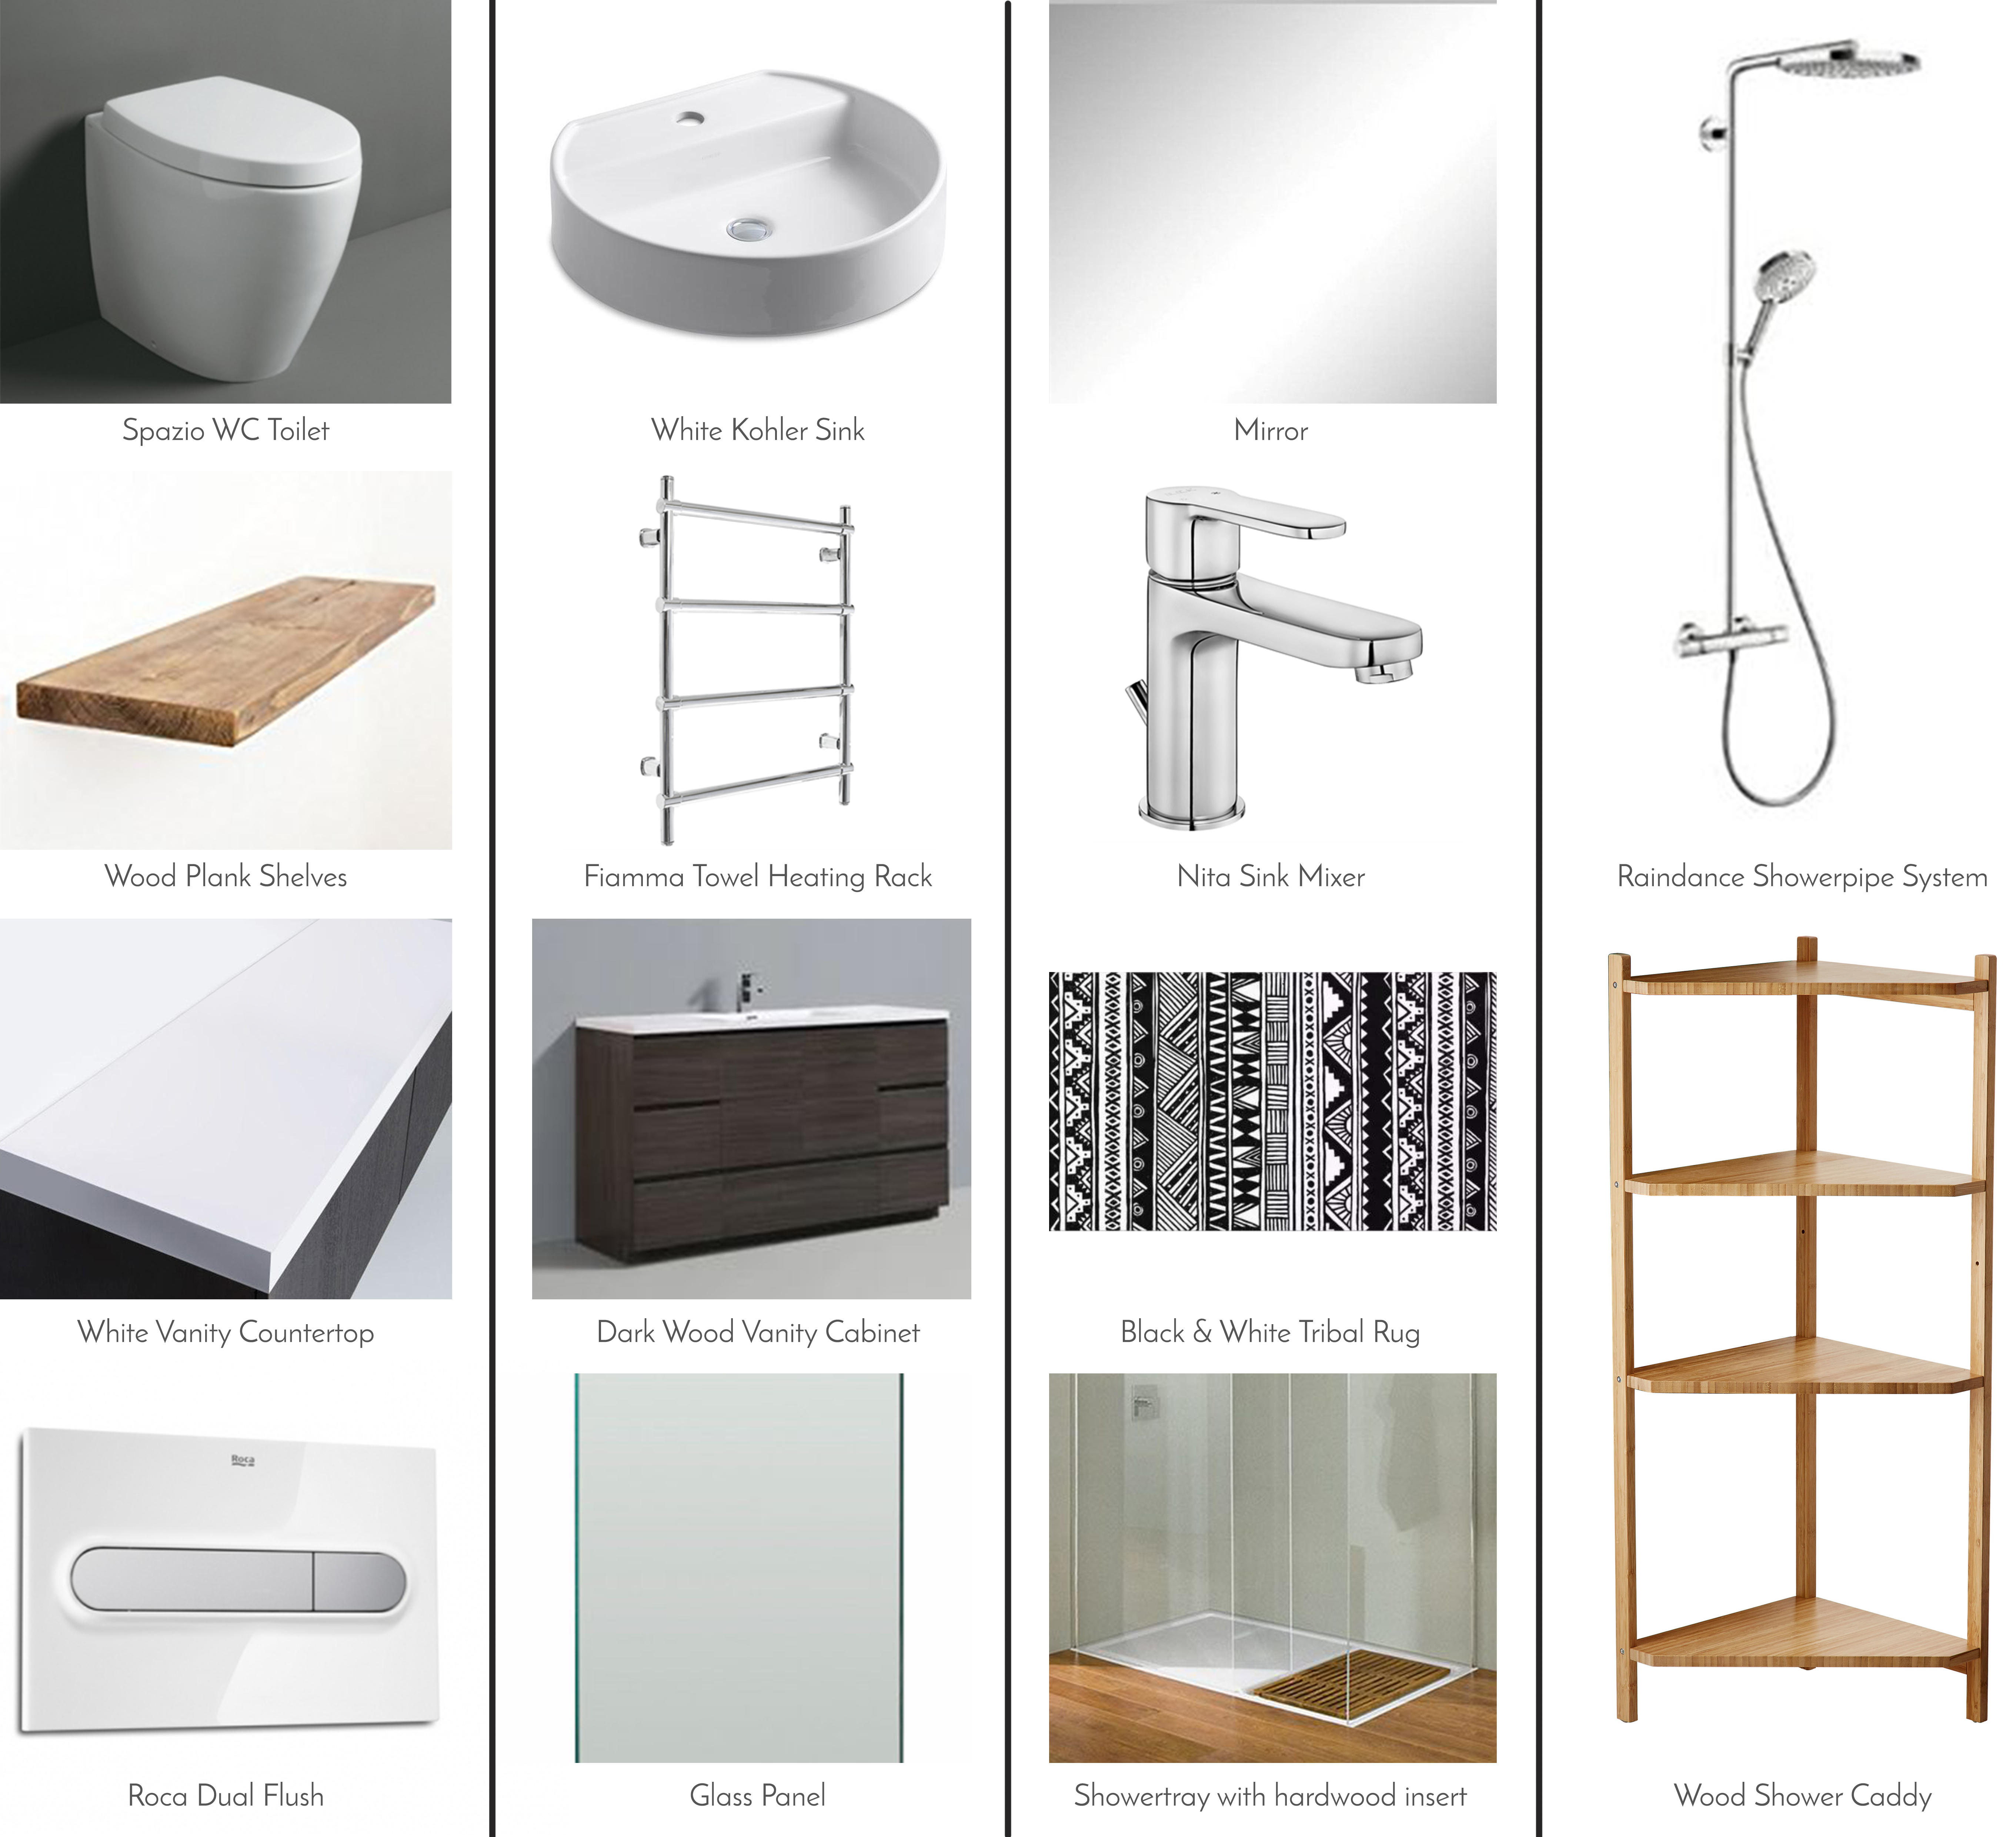 Spazio WC Toilet
White Kohler Sink
Mirror
Wood Plank Shelves
Fiamma Towel Heating Rack
Nita Sink Mixer
Raindance Showerpipe System
White Vanity Countertop
Dark Wood Vanity Cabinet
Black & White Tribal Rug
Roca
Roca Dual Flush
Glass Panel
Showertray with hardwood insert
Wood Shower Caddy